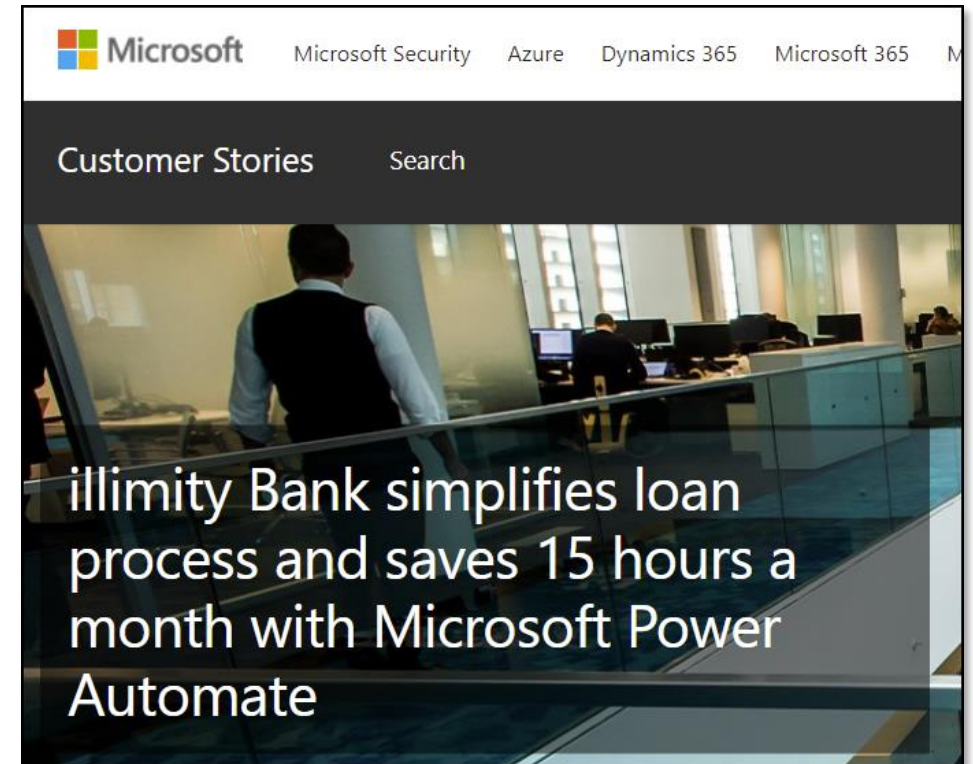 Microsoft Microsoft Security Azure Dynamics 365 Microsoft 365 M
Customer Stories Search
illimity Bank simplifies loan
process and saves 15 hours a
month with Microsoft Power
Automate